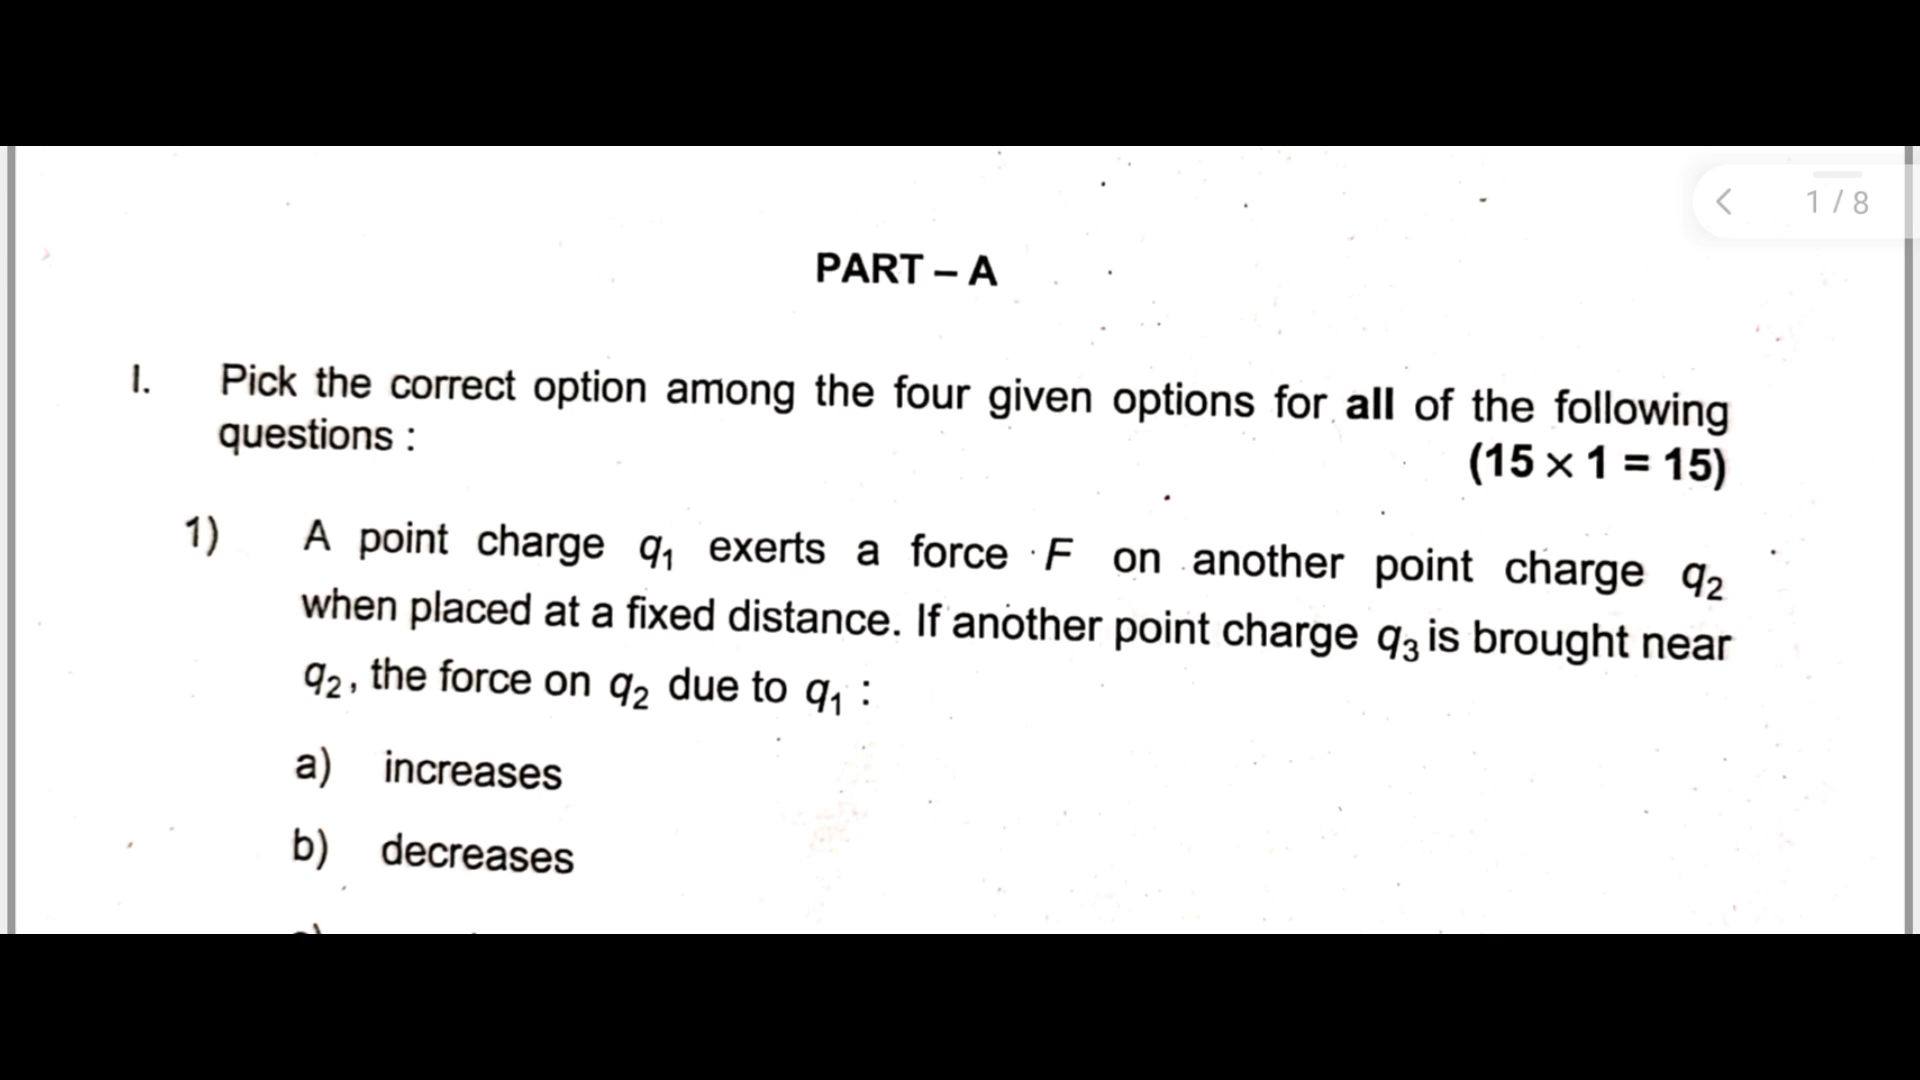 1 / 8
PART – A
I. Pick the correct option among the four given options for all of the following
questions :
(15 × 1 = 15)
1) A point charge q₁ exerts a force F on another point charge q₂
when placed at a fixed distance. If another point charge q₃ is brought near
q₂, the force on q₂ due to q₁ :
a) increases
b) decreases